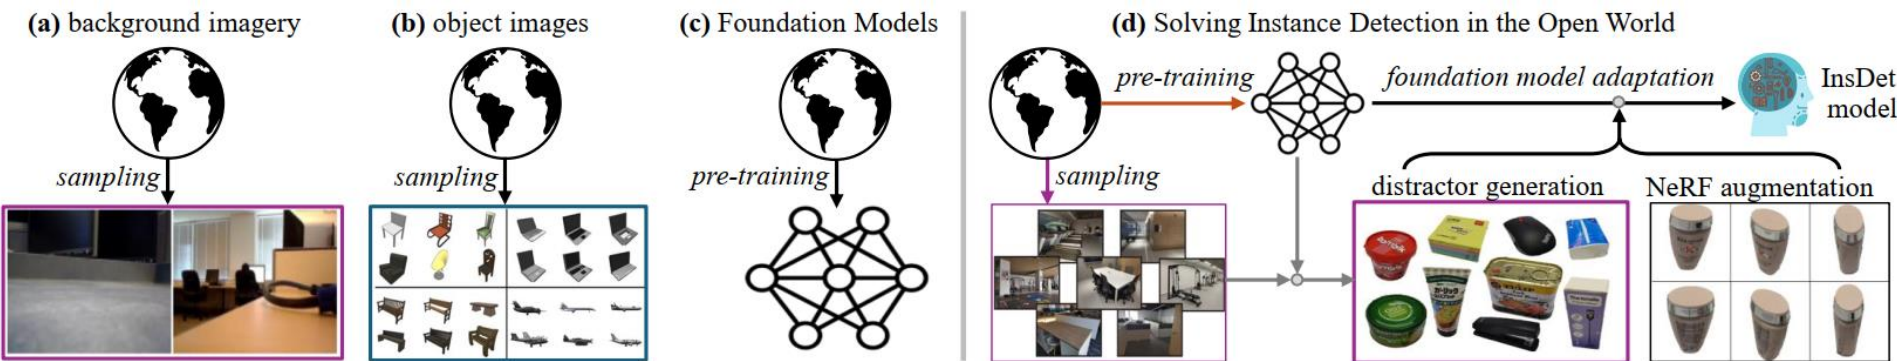 (a) background imagery
(b) object images
(c) Foundation Models
(d) Solving Instance Detection in the Open World
pre-training
foundation model adaptation
InsDet
model
sampling
sampling
pre-training
sampling
distractor generation
NeRF augmentation